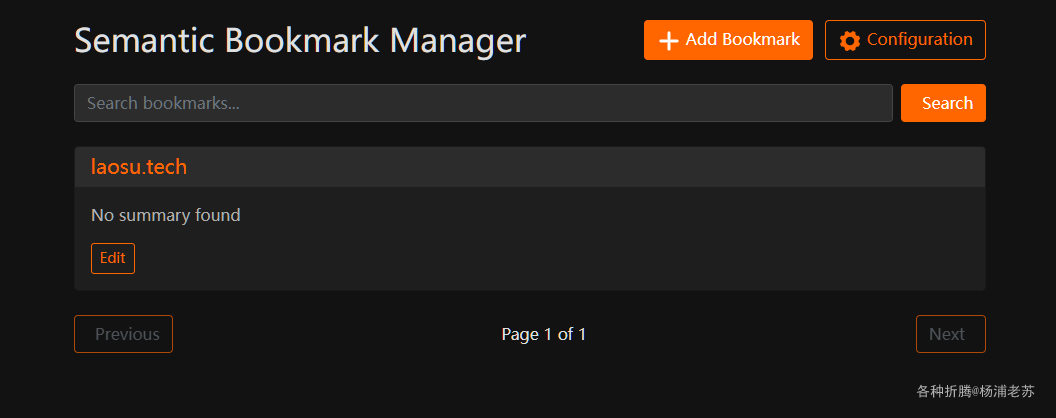 Semantic Bookmark Manager
Add Bookmark
Configuration
Search bookmarks...
Search
laosu.tech
No summary found
Edit
Previous
Page 1 of 1
Next
各种折腾@杨浦老苏